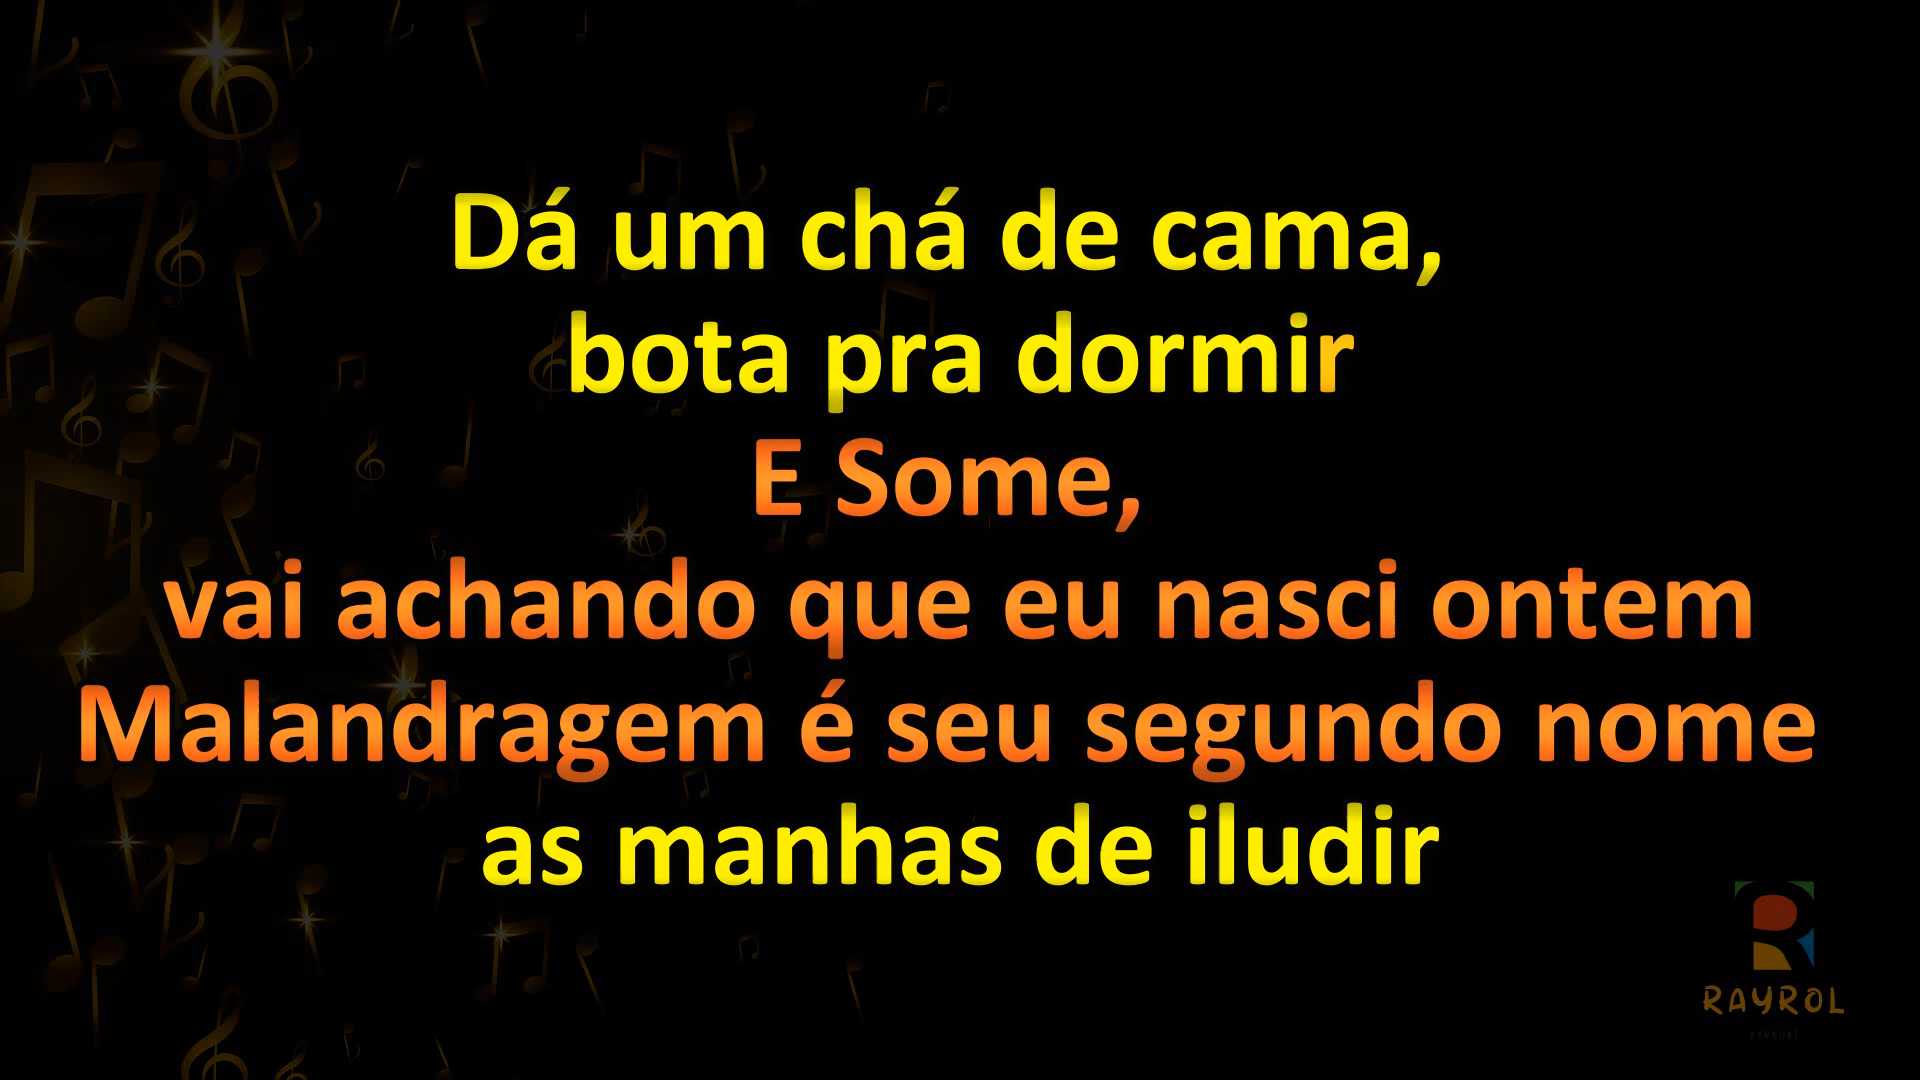 Dá um chá de cama,
bota pra dormir
E Some,
vai achando que eu nasci ontem
Malandragem é seu segundo nome
as manhas de iludir
RAYROL
KARAOKÊ